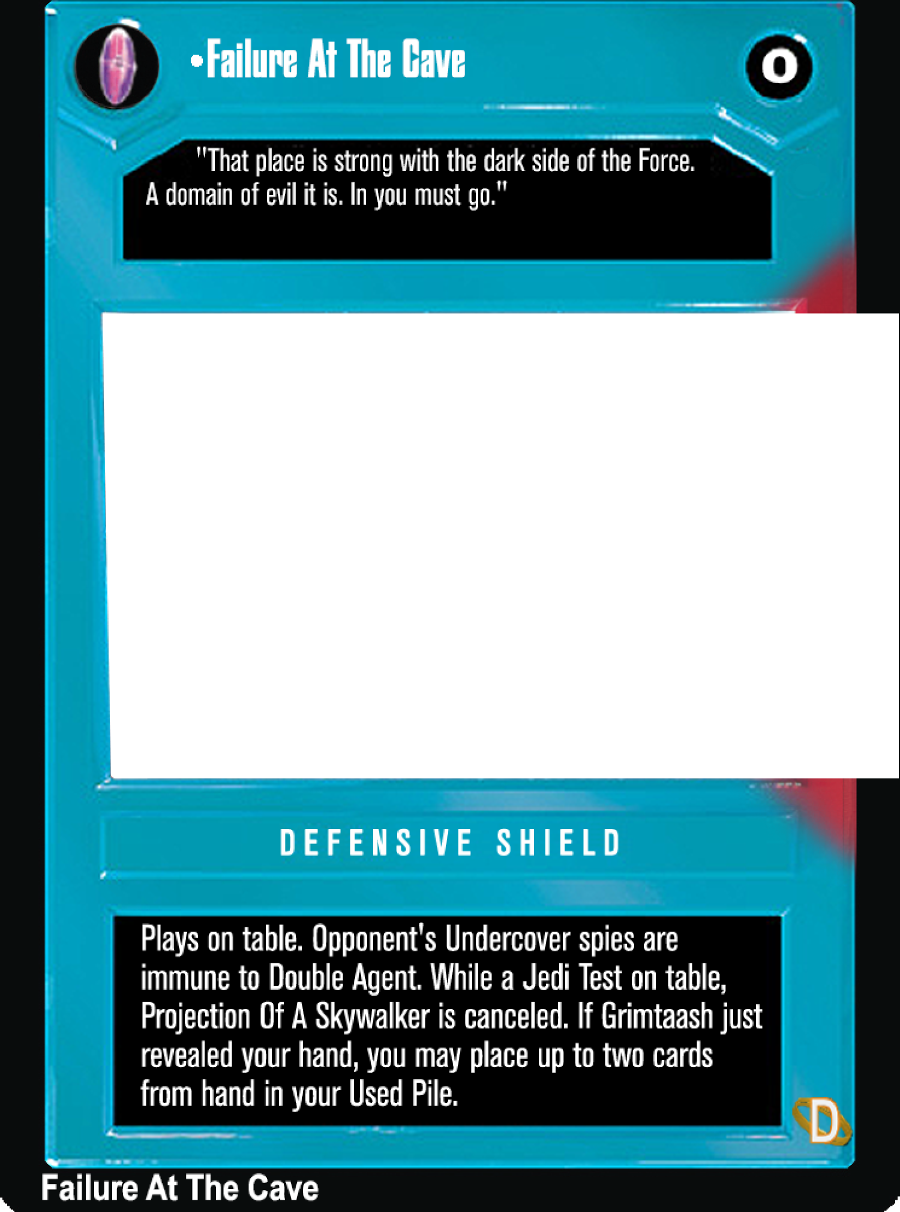 •Failure At The Cave
0
"That place is strong with the dark side of the Force.
A domain of evil it is. In you must go."
DEFENSIVE SHIELD
Plays on table. Opponent's Undercover spies are
immune to Double Agent. While a Jedi Test on table,
Projection Of A Skywalker is canceled. If Grimtaash just
revealed your hand, you may place up to two cards
from hand in your Used Pile.
D
Failure At The Cave